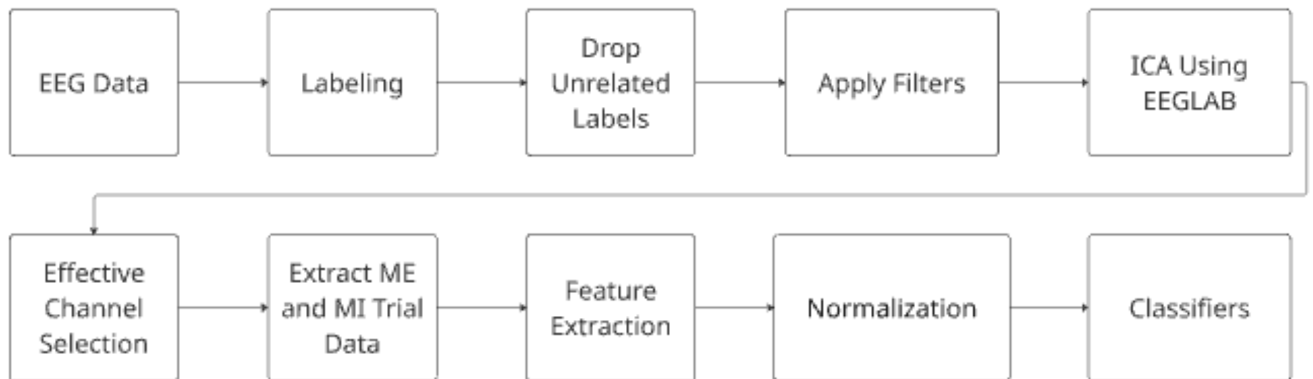 EEG Data
Labeling
Drop
Unrelated
Labels
Apply Filters
ICA Using
EEGLAB
Effective
Channel
Selection
Extract ME
and MI Trial
Data
Feature
Extraction
Normalization
Classifiers